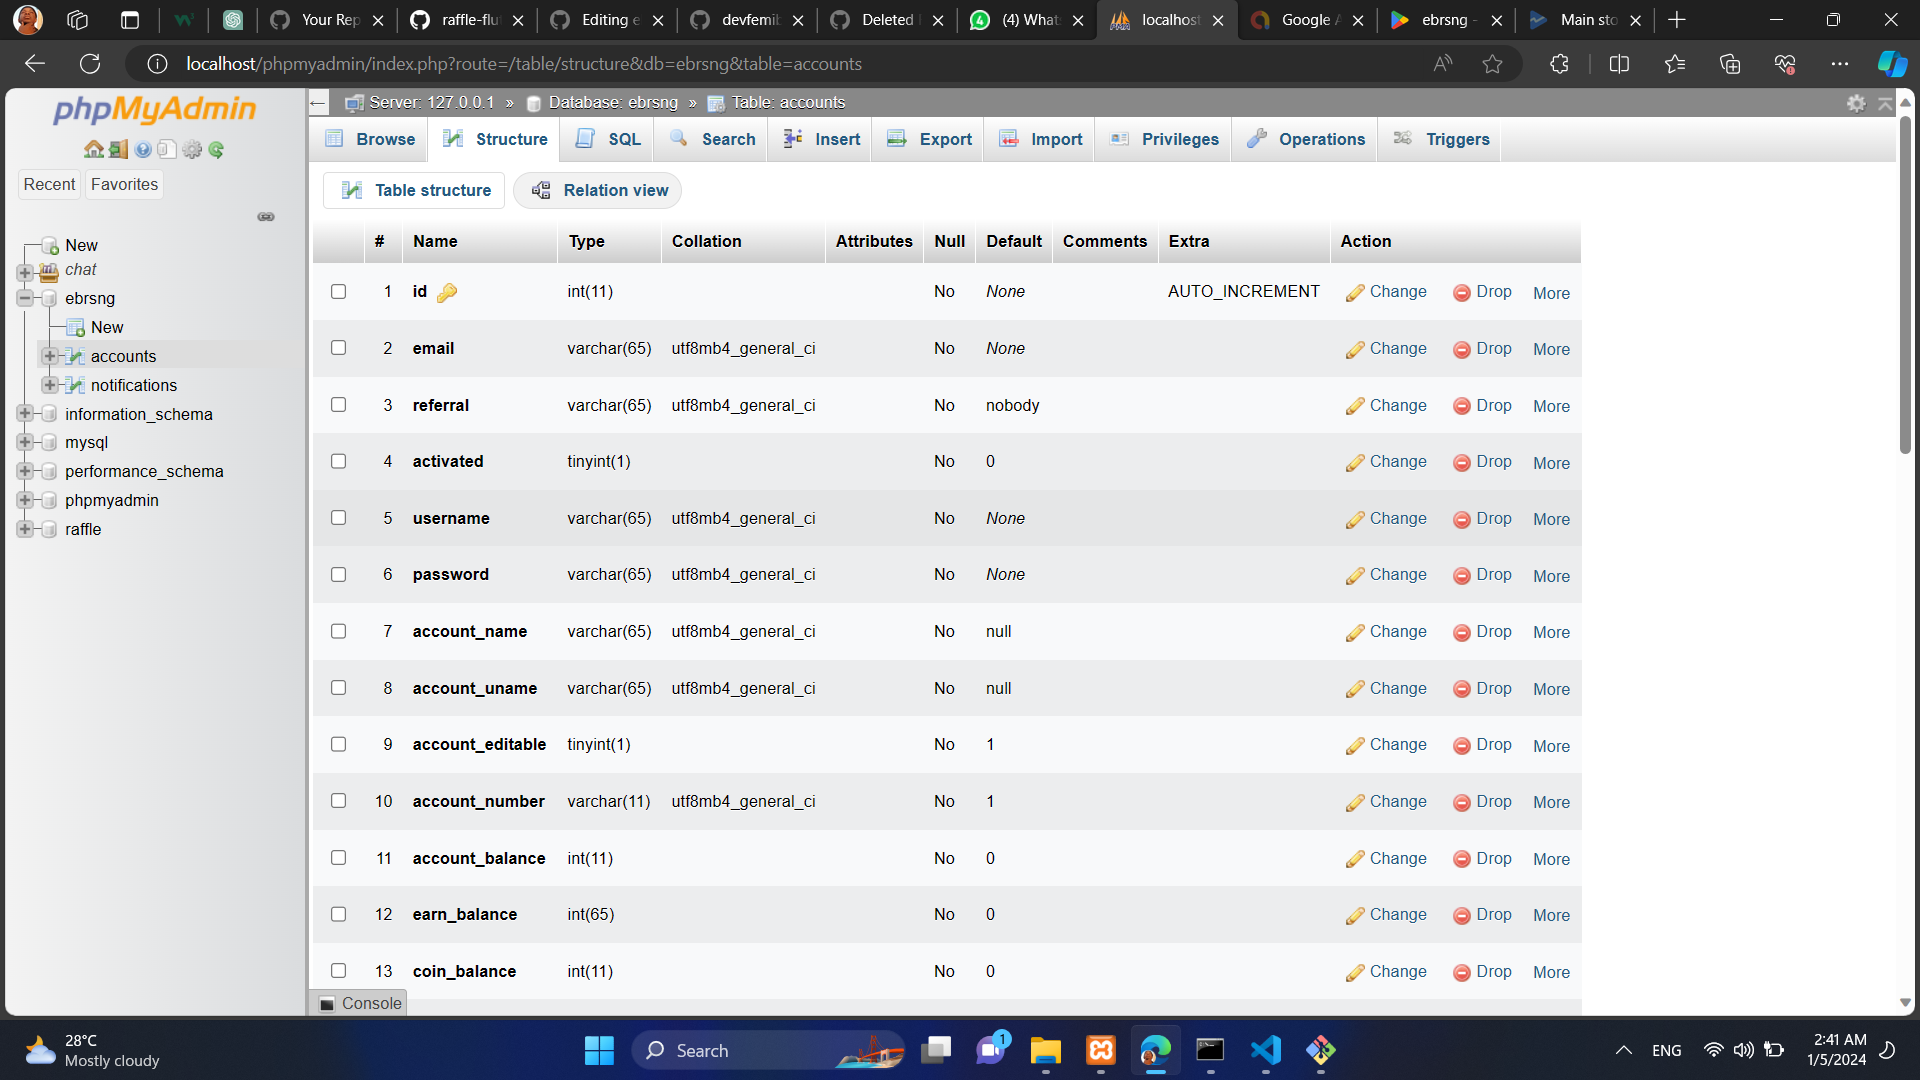 Your Rep
raffle-flut
Editing e
devfemib
Deleted
(4) What
localhost
Google A
ebrsng -
Main sto
localhost/phpmyadmin/index.php?route=/table/structure&db=ebrsng&table=accounts
phpMyAdmin
Recent Favorites
New
chat
ebrsng
New
accounts
notifications
information_schema
mysql
performance_schema
phpmyadmin
raffle
Server: 127.0.0.1 » Database: ebrsng » Table: accounts
Browse Structure SQL Search Insert Export Import Privileges Operations Triggers
Table structure Relation view
# Name Type Collation Attributes Null Default Comments Extra Action
1 id int(11) No None AUTO_INCREMENT Change Drop More
2 email varchar(65) utf8mb4_general_ci No None Change Drop More
3 referral varchar(65) utf8mb4_general_ci No nobody Change Drop More
4 activated tinyint(1) No 0 Change Drop More
5 username varchar(65) utf8mb4_general_ci No None Change Drop More
6 password varchar(65) utf8mb4_general_ci No None Change Drop More
7 account_name varchar(65) utf8mb4_general_ci No null Change Drop More
8 account_uname varchar(65) utf8mb4_general_ci No null Change Drop More
9 account_editable tinyint(1) No 1 Change Drop More
10 account_number varchar(11) utf8mb4_general_ci No 1 Change Drop More
11 account_balance int(11) No 0 Change Drop More
12 earn_balance int(65) No 0 Change Drop More
13 coin_balance int(11) No 0 Change Drop More
Console
28°C
Mostly cloudy
Search
1
ENG
2:41 AM
1/5/2024